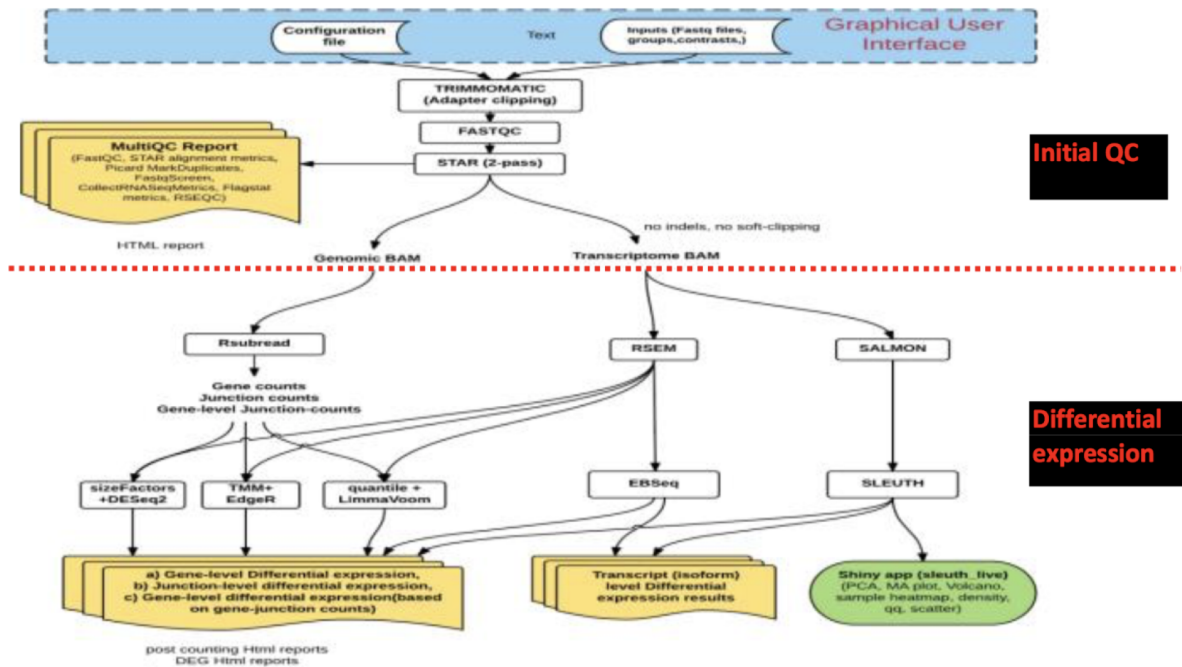 Configuration
file
Text
Inputs (Fastq files,
groups,contrasts,)
Graphical User
Interface
TRIMMOMATIC
(Adapter clipping)
FASTQC
STAR (2-pass)
MultiQC Report
(FastQC, STAR alignment metrics,
Picard MarkDuplicates,
FastqScreen,
CollectRNASeqMetrics, Flagstat
metrics, RSEQC)
HTML report
Initial QC
no indels, no soft-clipping
Genomic BAM
Transcriptome BAM
Rsubread
RSEM
SALMON
Gene counts
Junction counts
Gene-level Junction-counts
Differential
expression
sizeFactors
+DESeq2
TMM+
EdgeR
quantile +
LimmaVoom
EBSeq
SLEUTH
a) Gene-level Differential expression,
b) Junction-level differential expression,
c) Gene-level differential expression(based
on gene-junction counts)
Transcript (isoform)
level Differential
expression results
Shiny app (sleuth_live)
(PCA, MA plot, Volcano,
sample heatmap, density,
qq, scatter)
post counting Html reports
DEG Html reports